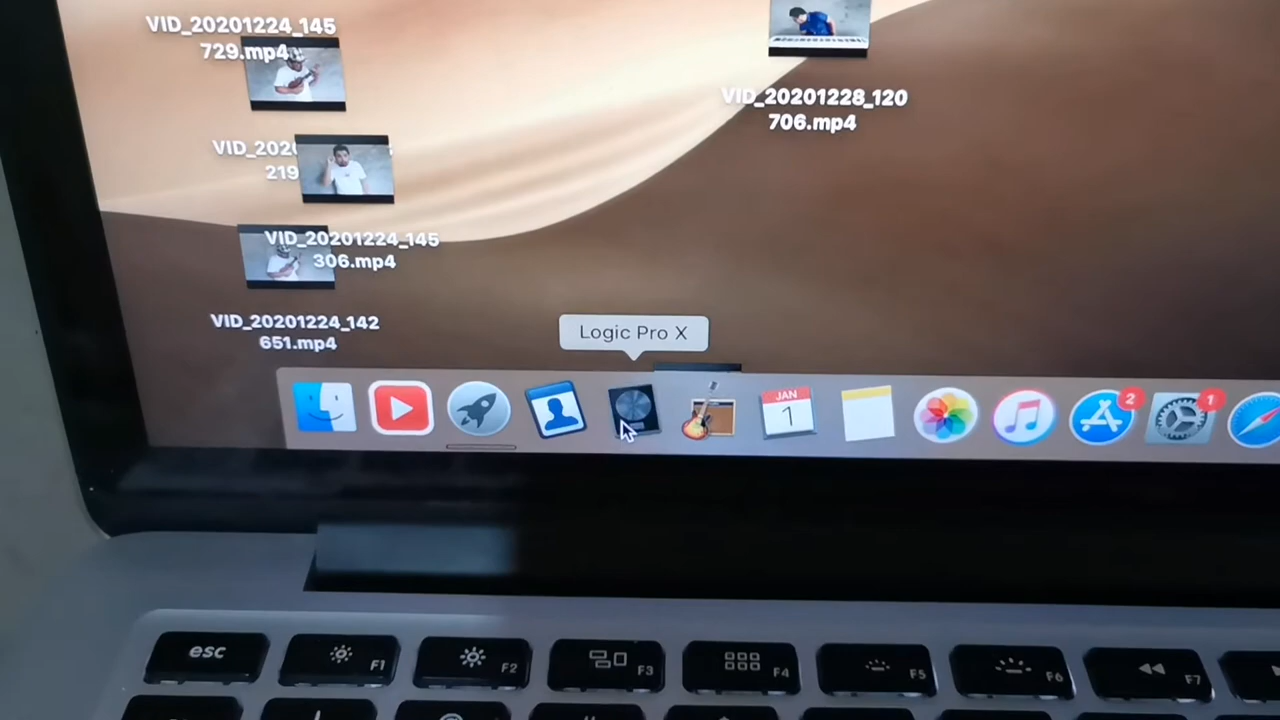 VID_20201224_145
729.mp4
219
VID_20201224_145
306.mp4
VID_20201224_142
651.mp4
VID_20201228_120
706.mp4
Logic Pro X
JAN
1
2
1
esc
F1
F2
F3
F4
F5
F6
F7